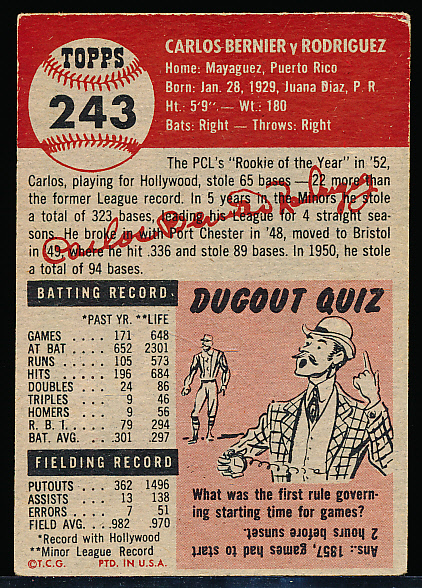 TOPPS
243
CARLOS BERNIER y RODRIGUEZ
Home: Mayaguez, Puerto Rico
Born: Jan. 28, 1929, Juana Diaz, P. R.
Ht.: 5'9" — Wt.: 180
Bats: Right — Throws: Right
The PCL's "Rookie of the Year" in '52,
Carlos, playing for Hollywood, stole 65 bases — 22 more than
the former League record. In 5 years in the Minors he stole
a total of 323 bases, leading his League for 4 straight sea-
sons. He broke in with Port Chester in '48, moved to Bristol
in '49 where he hit .336 and stole 89 bases. In 1950, he stole
a total of 94 bases.
Carlos Bernier Rodriguez
BATTING RECORD
*PAST YR. **LIFE
GAMES . . . . 171 648
AT BAT . . . . 652 2301
RUNS . . . . 105 573
HITS . . . . 196 684
DOUBLES . . . 24 86
TRIPLES . . . 9 46
HOMERS . . . 9 56
R. B. I. . . . . 79 294
BAT. AVG. . . .301 .297
FIELDING RECORD
PUTOUTS . . . 362 1496
ASSISTS . . . 13 138
ERRORS . . . 7 51
FIELD AVG. . . .982 .970
*Record with Hollywood
**Minor League Record
©T.C.G. PTD. IN U.S.A.
DUGOUT QUIZ
What was the first rule govern-
ing starting time for games?
Ans.: 1957, games had to start
2 hours before sunset.